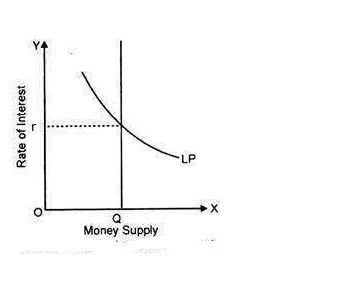 Y
Rate of Interest
r
LP
O
Q
X
Money Supply